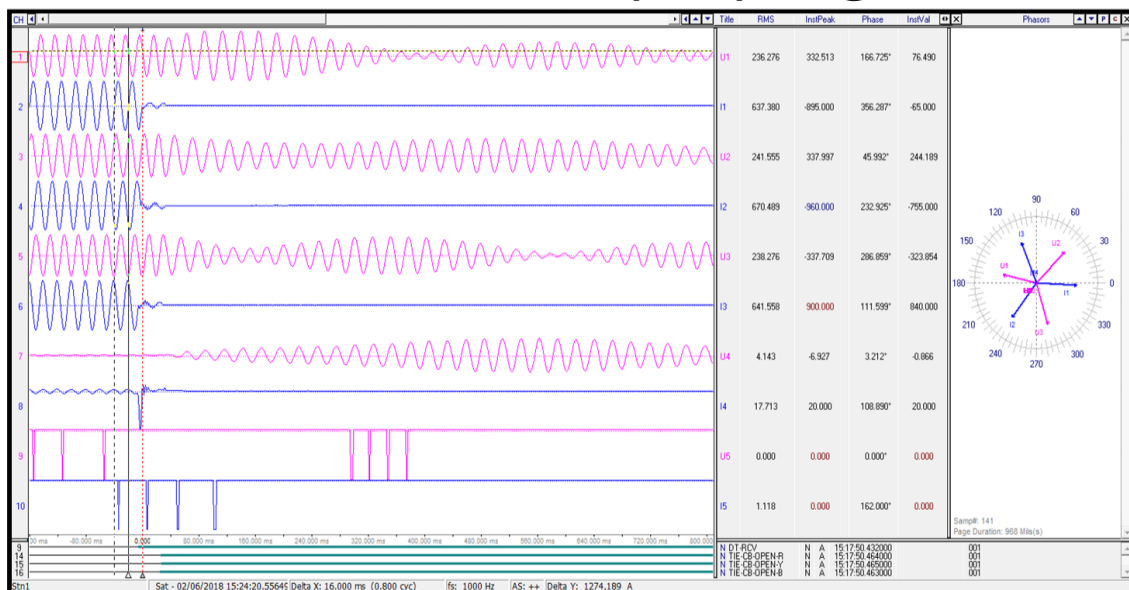 CH
Title RMS InstPeak Phase InstVal
Phasors
P C X
1
2
3
4
5
6
7
8
9
10
U1 236.276 332.513 166.725° 76.490
I1 637.380 -895.000 356.287° -65.000
U2 241.555 337.997 45.992° 244.189
I2 670.489 -960.000 232.925° -755.000
U3 238.276 -337.709 286.859° -323.854
I3 641.558 900.000 111.599° 840.000
U4 4.143 -6.927 3.212° -0.866
I4 17.713 20.000 108.890° 20.000
U5 0.000 0.000 0.000° 0.000
I5 1.118 0.000 162.000° 0.000
90
120 60
150 30
180 0
210 330
240 300
270
I3
U2
U1
I1
I2
U3
Samp#: 141
Page Duration: 968 Mils(s)
00 ms -80.000 ms 0.000 80.000 ms 160.000 ms 240.000 ms 320.000 ms 400.000 ms 480.000 ms 560.000 ms 640.000 ms 720.000 ms 800.000
9
14
15
16
N DT-RCV N A 15:17:50.432000 001
N TIE-CB-OPEN-R N A 15:17:50.464000 001
N TIE-CB-OPEN-Y N A 15:17:50.465000 001
N TIE-CB-OPEN-B N A 15:17:50.463000 001
Stn1 Sat - 02/06/2018 15:24:20.5564 Delta X: 16.000 ms (0.800 cyc) fs: 1000 Hz AS: ++ Delta Y: 1274.189 A